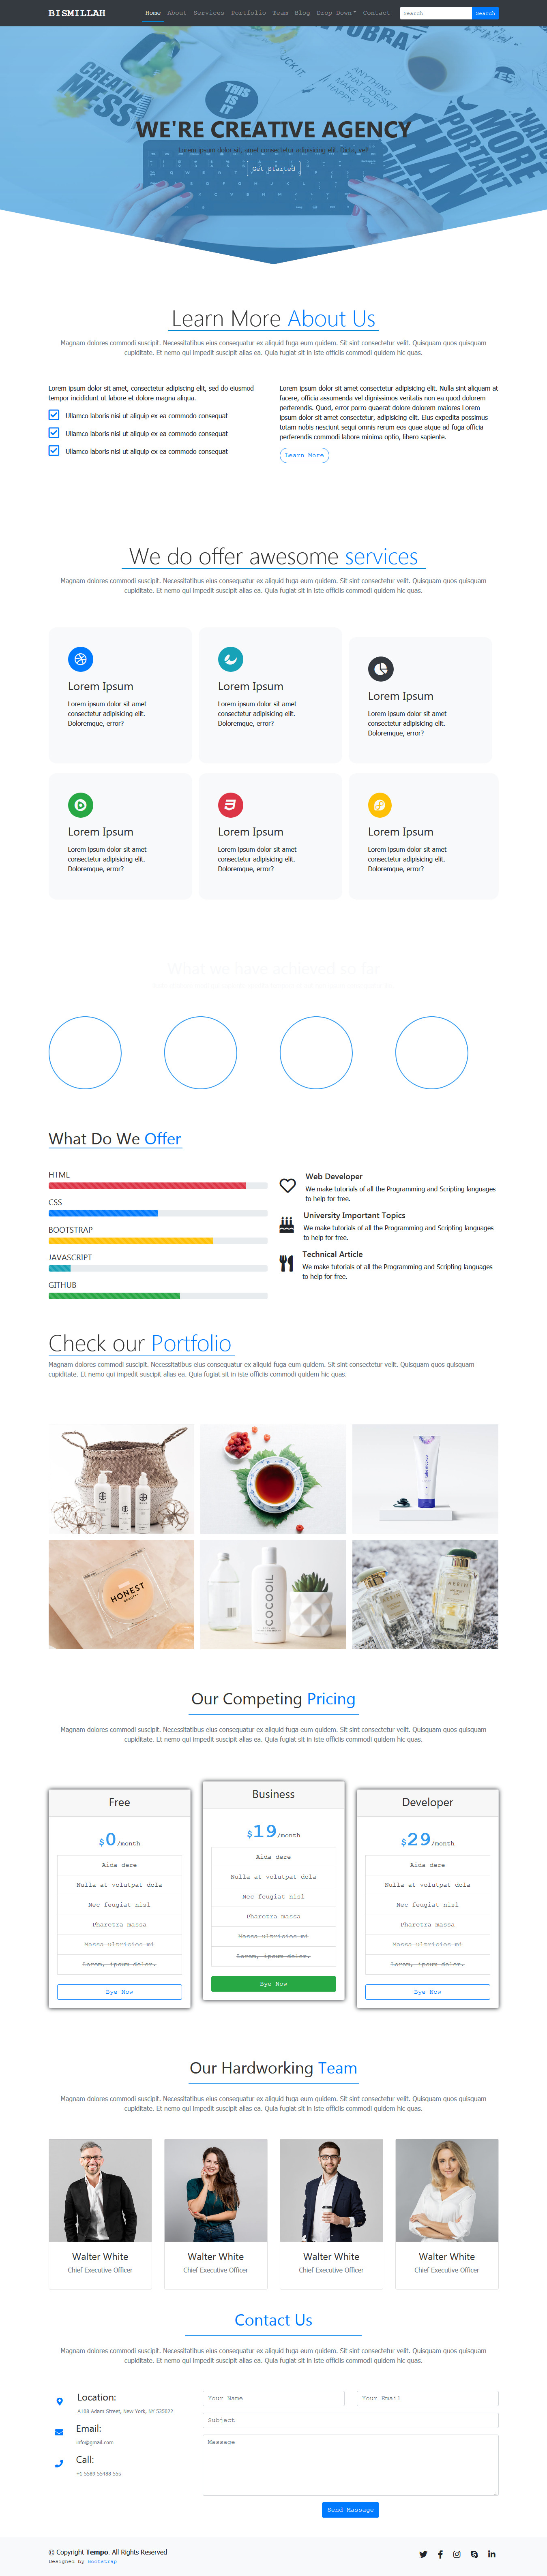 BISMILLAH
Home About Services Portfolio Team Blog Drop Down Contact Search Search
WE'RE CREATIVE AGENCY
Lorem ipsum dolor sit, amet consectetur adipisicing elit. Dicta, sed!
Get Started
Learn More About Us
Magnam dolores commodi suscipit. Necessitatibus eius consequatur ex aliquid fuga eum quidem. Sit sint consectetur velit. Quisquam quos quisquam
cupiditate. Et nemo qui impedit suscipit alias ea. Quia fugiat sit in iste officiis commodi quidem hic quas.
Lorem ipsum dolor sit amet, consectetur adipiscing elit, sed do eiusmod
tempor incididunt ut labore et dolore magna aliqua.
Ullamco laboris nisi ut aliquip ex ea commodo consequat
Ullamco laboris nisi ut aliquip ex ea commodo consequat
Ullamco laboris nisi ut aliquip ex ea commodo consequat
Lorem ipsum dolor sit amet consectetur adipisicing elit. Nulla sint aliquam at
facere, officia assumenda vel dignissimos veritatis non ea quod dolorem
perferendis. Quod, error porro quaerat dolore dolorem maiores Lorem
ipsum dolor sit amet consectetur, adipisicing elit. Eius expedita possimus
totam nobis nesciunt sequi omnis rerum eos quae atque ad fuga officia
perferendis commodi labore minima optio, libero sapiente.
Learn More
We do offer awesome services
Magnam dolores commodi suscipit. Necessitatibus eius consequatur ex aliquid fuga eum quidem. Sit sint consectetur velit. Quisquam quos quisquam
cupiditate. Et nemo qui impedit suscipit alias ea. Quia fugiat sit in iste officiis commodi quidem hic quas.
Lorem Ipsum
Lorem ipsum dolor sit amet
consectetur adipisicing elit.
Doloremque, error?
Lorem Ipsum
Lorem ipsum dolor sit amet
consectetur adipisicing elit.
Doloremque, error?
Lorem Ipsum
Lorem ipsum dolor sit amet
consectetur adipisicing elit.
Doloremque, error?
Lorem Ipsum
Lorem ipsum dolor sit amet
consectetur adipisicing elit.
Doloremque, error?
Lorem Ipsum
Lorem ipsum dolor sit amet
consectetur adipisicing elit.
Doloremque, error?
Lorem Ipsum
Lorem ipsum dolor sit amet
consectetur adipisicing elit.
Doloremque, error?
What we have achieved so far
What Do We Offer
HTML
CSS
BOOTSTRAP
JAVASCRIPT
GITHUB
Web Developer
We make tutorials of all the Programming and Scripting languages
to help for free.
University Important Topics
We make tutorials of all the Programming and Scripting languages
to help for free.
Technical Article
We make tutorials of all the Programming and Scripting languages
to help for free.
Check our Portfolio
Magnam dolores commodi suscipit. Necessitatibus eius consequatur ex aliquid fuga eum quidem. Sit sint consectetur velit. Quisquam quos quisquam
cupiditate. Et nemo qui impedit suscipit alias ea. Quia fugiat sit in iste officiis commodi quidem hic quas.
HONEST
COCOOIL
AERIN
Our Competing Pricing
Magnam dolores commodi suscipit. Necessitatibus eius consequatur ex aliquid fuga eum quidem. Sit sint consectetur velit. Quisquam quos quisquam
cupiditate. Et nemo qui impedit suscipit alias ea. Quia fugiat sit in iste officiis commodi quidem hic quas.
Free
$0/month
Aida dere
Nulla at volutpat dola
Nec feugiat nisl
Pharetra massa
Massa ultricies mi
Lorem, ipsum dolor.
Bye Now
Business
$19/month
Aida dere
Nulla at volutpat dola
Nec feugiat nisl
Pharetra massa
Massa ultricies mi
Lorem, ipsum dolor.
Bye Now
Developer
$29/month
Aida dere
Nulla at volutpat dola
Nec feugiat nisl
Pharetra massa
Massa ultricies mi
Lorem, ipsum dolor.
Bye Now
Our Hardworking Team
Magnam dolores commodi suscipit. Necessitatibus eius consequatur ex aliquid fuga eum quidem. Sit sint consectetur velit. Quisquam quos quisquam
cupiditate. Et nemo qui impedit suscipit alias ea. Quia fugiat sit in iste officiis commodi quidem hic quas.
Walter White
Chief Executive Officer
Walter White
Chief Executive Officer
Walter White
Chief Executive Officer
Walter White
Chief Executive Officer
Contact Us
Magnam dolores commodi suscipit. Necessitatibus eius consequatur ex aliquid fuga eum quidem. Sit sint consectetur velit. Quisquam quos quisquam
cupiditate. Et nemo qui impedit suscipit alias ea. Quia fugiat sit in iste officiis commodi quidem hic quas.
Location:
A108 Adam Street, New York, NY 535022
Email:
info@gmail.com
Call:
+1 5589 55488 55s
Your Name
Your Email
Subject
Massage
Send Massage
© Copyright Tempo. All Rights Reserved
Designed by Bootstrap